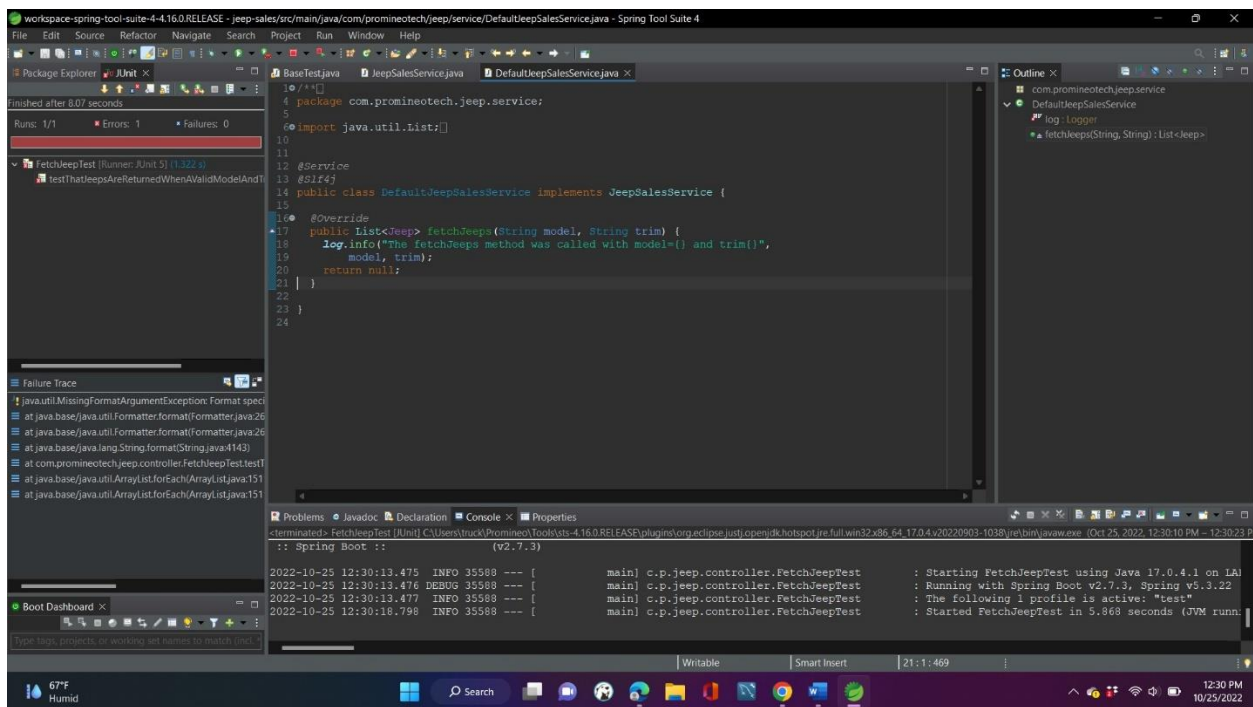 workspace-spring-tool-suite-4-4.16.0.RELEASE - jeep-sales/src/main/java/com/promineotech/jeep/service/DefaultJeepSalesService.java - Spring Tool Suite 4
File Edit Source Refactor Navigate Search Project Run Window Help
Package Explorer JUnit
Finished after 8.07 seconds
Runs: 1/1 Errors: 1 Failures: 0
FetchJeepTest [Runner: JUnit 5] (1.322 s)
testThatJeepsAreReturnedWhenAValidModelAndT
Failure Trace
java.util.MissingFormatArgumentException: Format speci
at java.base/java.util.Formatter.format(Formatter.java:26
at java.base/java.util.Formatter.format(Formatter.java:26
at java.base/java.lang.String.format(String.java:4143)
at com.promineotech.jeep.controller.FetchJeepTest.testT
at java.base/java.util.ArrayList.forEach(ArrayList.java:151
at java.base/java.util.ArrayList.forEach(ArrayList.java:151
Boot Dashboard
Type tags, projects, or working set names to match (incl. *
BaseTest.java JeepSalesService.java DefaultJeepSalesService.java
1 /**
4 package com.promineotech.jeep.service;
5
6 import java.util.List;
10
11
12 @Service
13 @Slf4j
14 public class DefaultJeepSalesService implements JeepSalesService {
15
16 @Override
17 public List<Jeep> fetchJeeps(String model, String trim) {
18 log.info("The fetchJeeps method was called with model={} and trim{}",
19 model, trim);
20 return null;
21 }
22
23 }
24
Outline
com.promineotech.jeep.service
DefaultJeepSalesService
log : Logger
fetchJeeps(String, String) : List<Jeep>
Problems Javadoc Declaration Console Properties
<terminated> FetchJeepTest [JUnit] C:\Users\truck\Promineo\Tools\sts-4.16.0.RELEASE\plugins\org.eclipse.justj.openjdk.hotspot.jre.full.win32.x86_64_17.0.4.v20220903-1038\jre\bin\javaw.exe (Oct 25, 2022, 12:30:10 PM – 12:30:23 P
:: Spring Boot :: (v2.7.3)
2022-10-25 12:30:13.475 INFO 35588 --- [ main] c.p.jeep.controller.FetchJeepTest : Starting FetchJeepTest using Java 17.0.4.1 on LA
2022-10-25 12:30:13.476 DEBUG 35588 --- [ main] c.p.jeep.controller.FetchJeepTest : Running with Spring Boot v2.7.3, Spring v5.3.22
2022-10-25 12:30:13.477 INFO 35588 --- [ main] c.p.jeep.controller.FetchJeepTest : The following 1 profile is active: "test"
2022-10-25 12:30:18.798 INFO 35588 --- [ main] c.p.jeep.controller.FetchJeepTest : Started FetchJeepTest in 5.868 seconds (JVM runn
Writable Smart Insert 21 : 1 : 469
67°F
Humid
Search
12:30 PM
10/25/2022